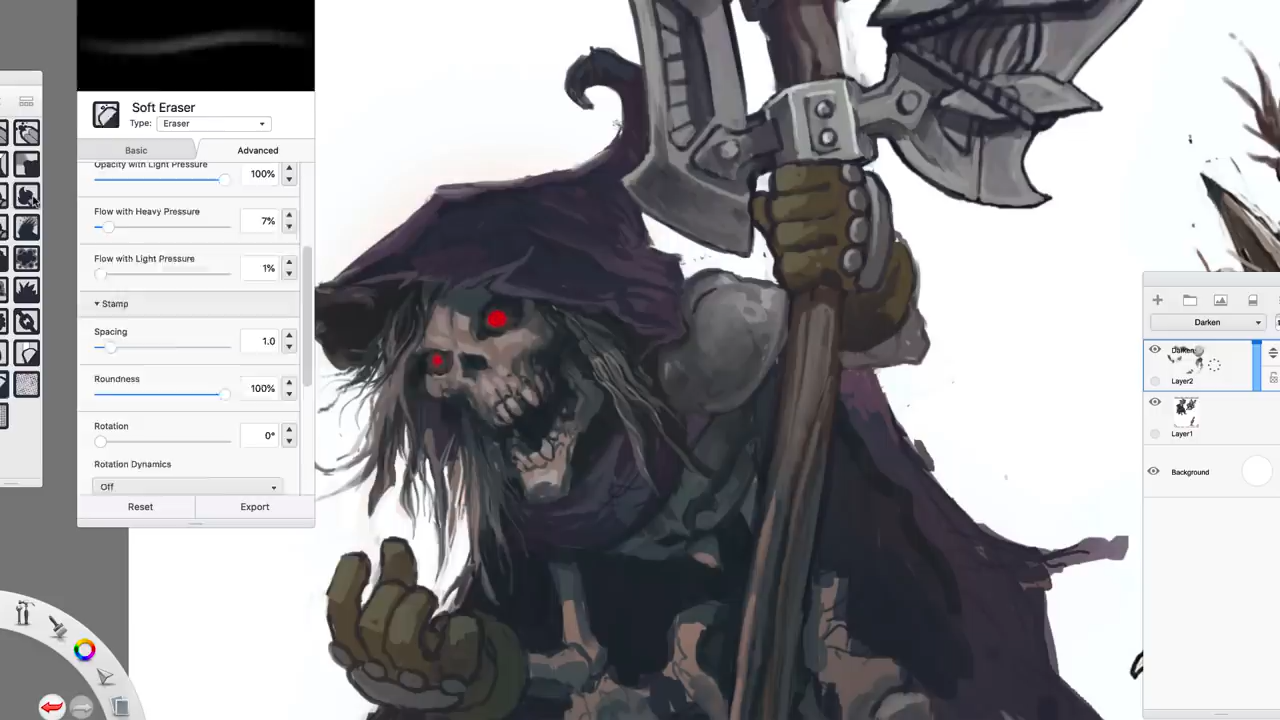 Soft Eraser
Type: Eraser
Basic
Advanced
Opacity with Light Pressure
100%
Flow with Heavy Pressure
7%
Flow with Light Pressure
1%
Stamp
Spacing
1.0
Roundness
100%
Rotation
0°
Rotation Dynamics
Off
Reset
Export
Darken
Darken
Layer2
Layer1
Background